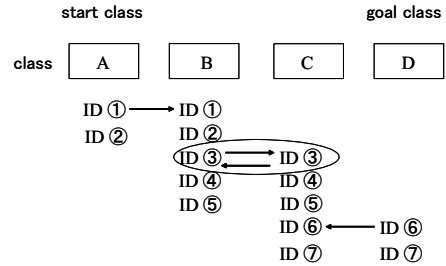 start class goal class
class A B C D
ID ① ID ①
ID ② ID ②
ID ③ ID ③
ID ④ ID ④
ID ⑤ ID ⑤
ID ⑥ ID ⑥
ID ⑦ ID ⑦